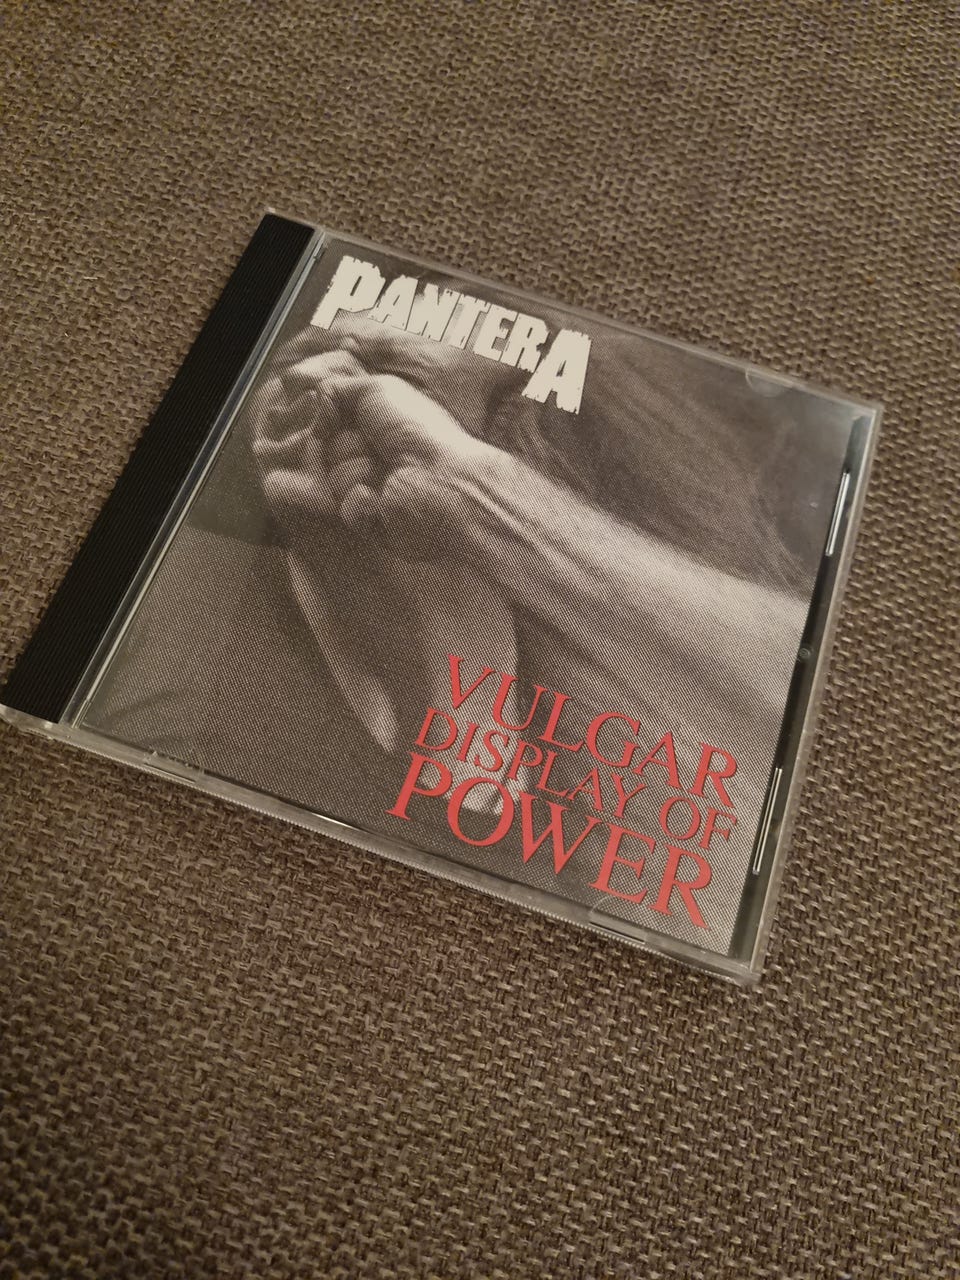 PANTERA
VULGAR
DISPLAY OF
POWER